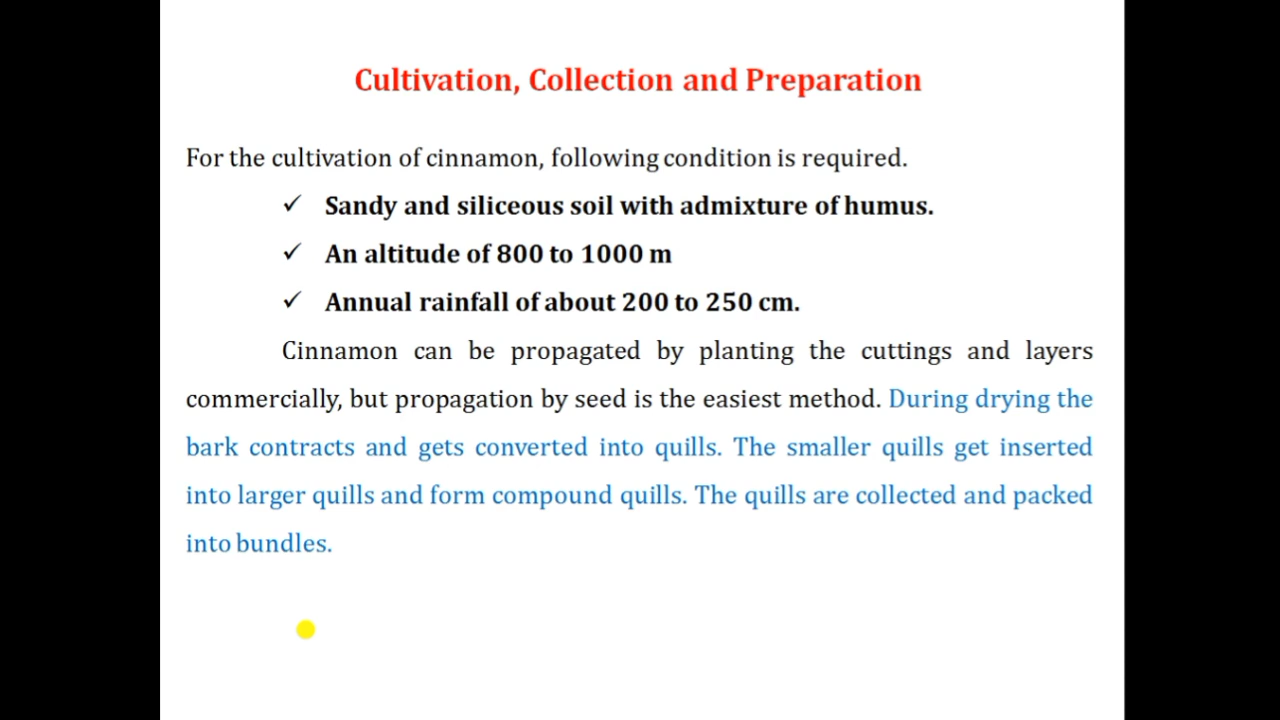 Cultivation, Collection and Preparation
For the cultivation of cinnamon, following condition is required.
✓ Sandy and siliceous soil with admixture of humus.
✓ An altitude of 800 to 1000 m
✓ Annual rainfall of about 200 to 250 cm.
Cinnamon can be propagated by planting the cuttings and layers
commercially, but propagation by seed is the easiest method. During drying the
bark contracts and gets converted into quills. The smaller quills get inserted
into larger quills and form compound quills. The quills are collected and packed
into bundles.